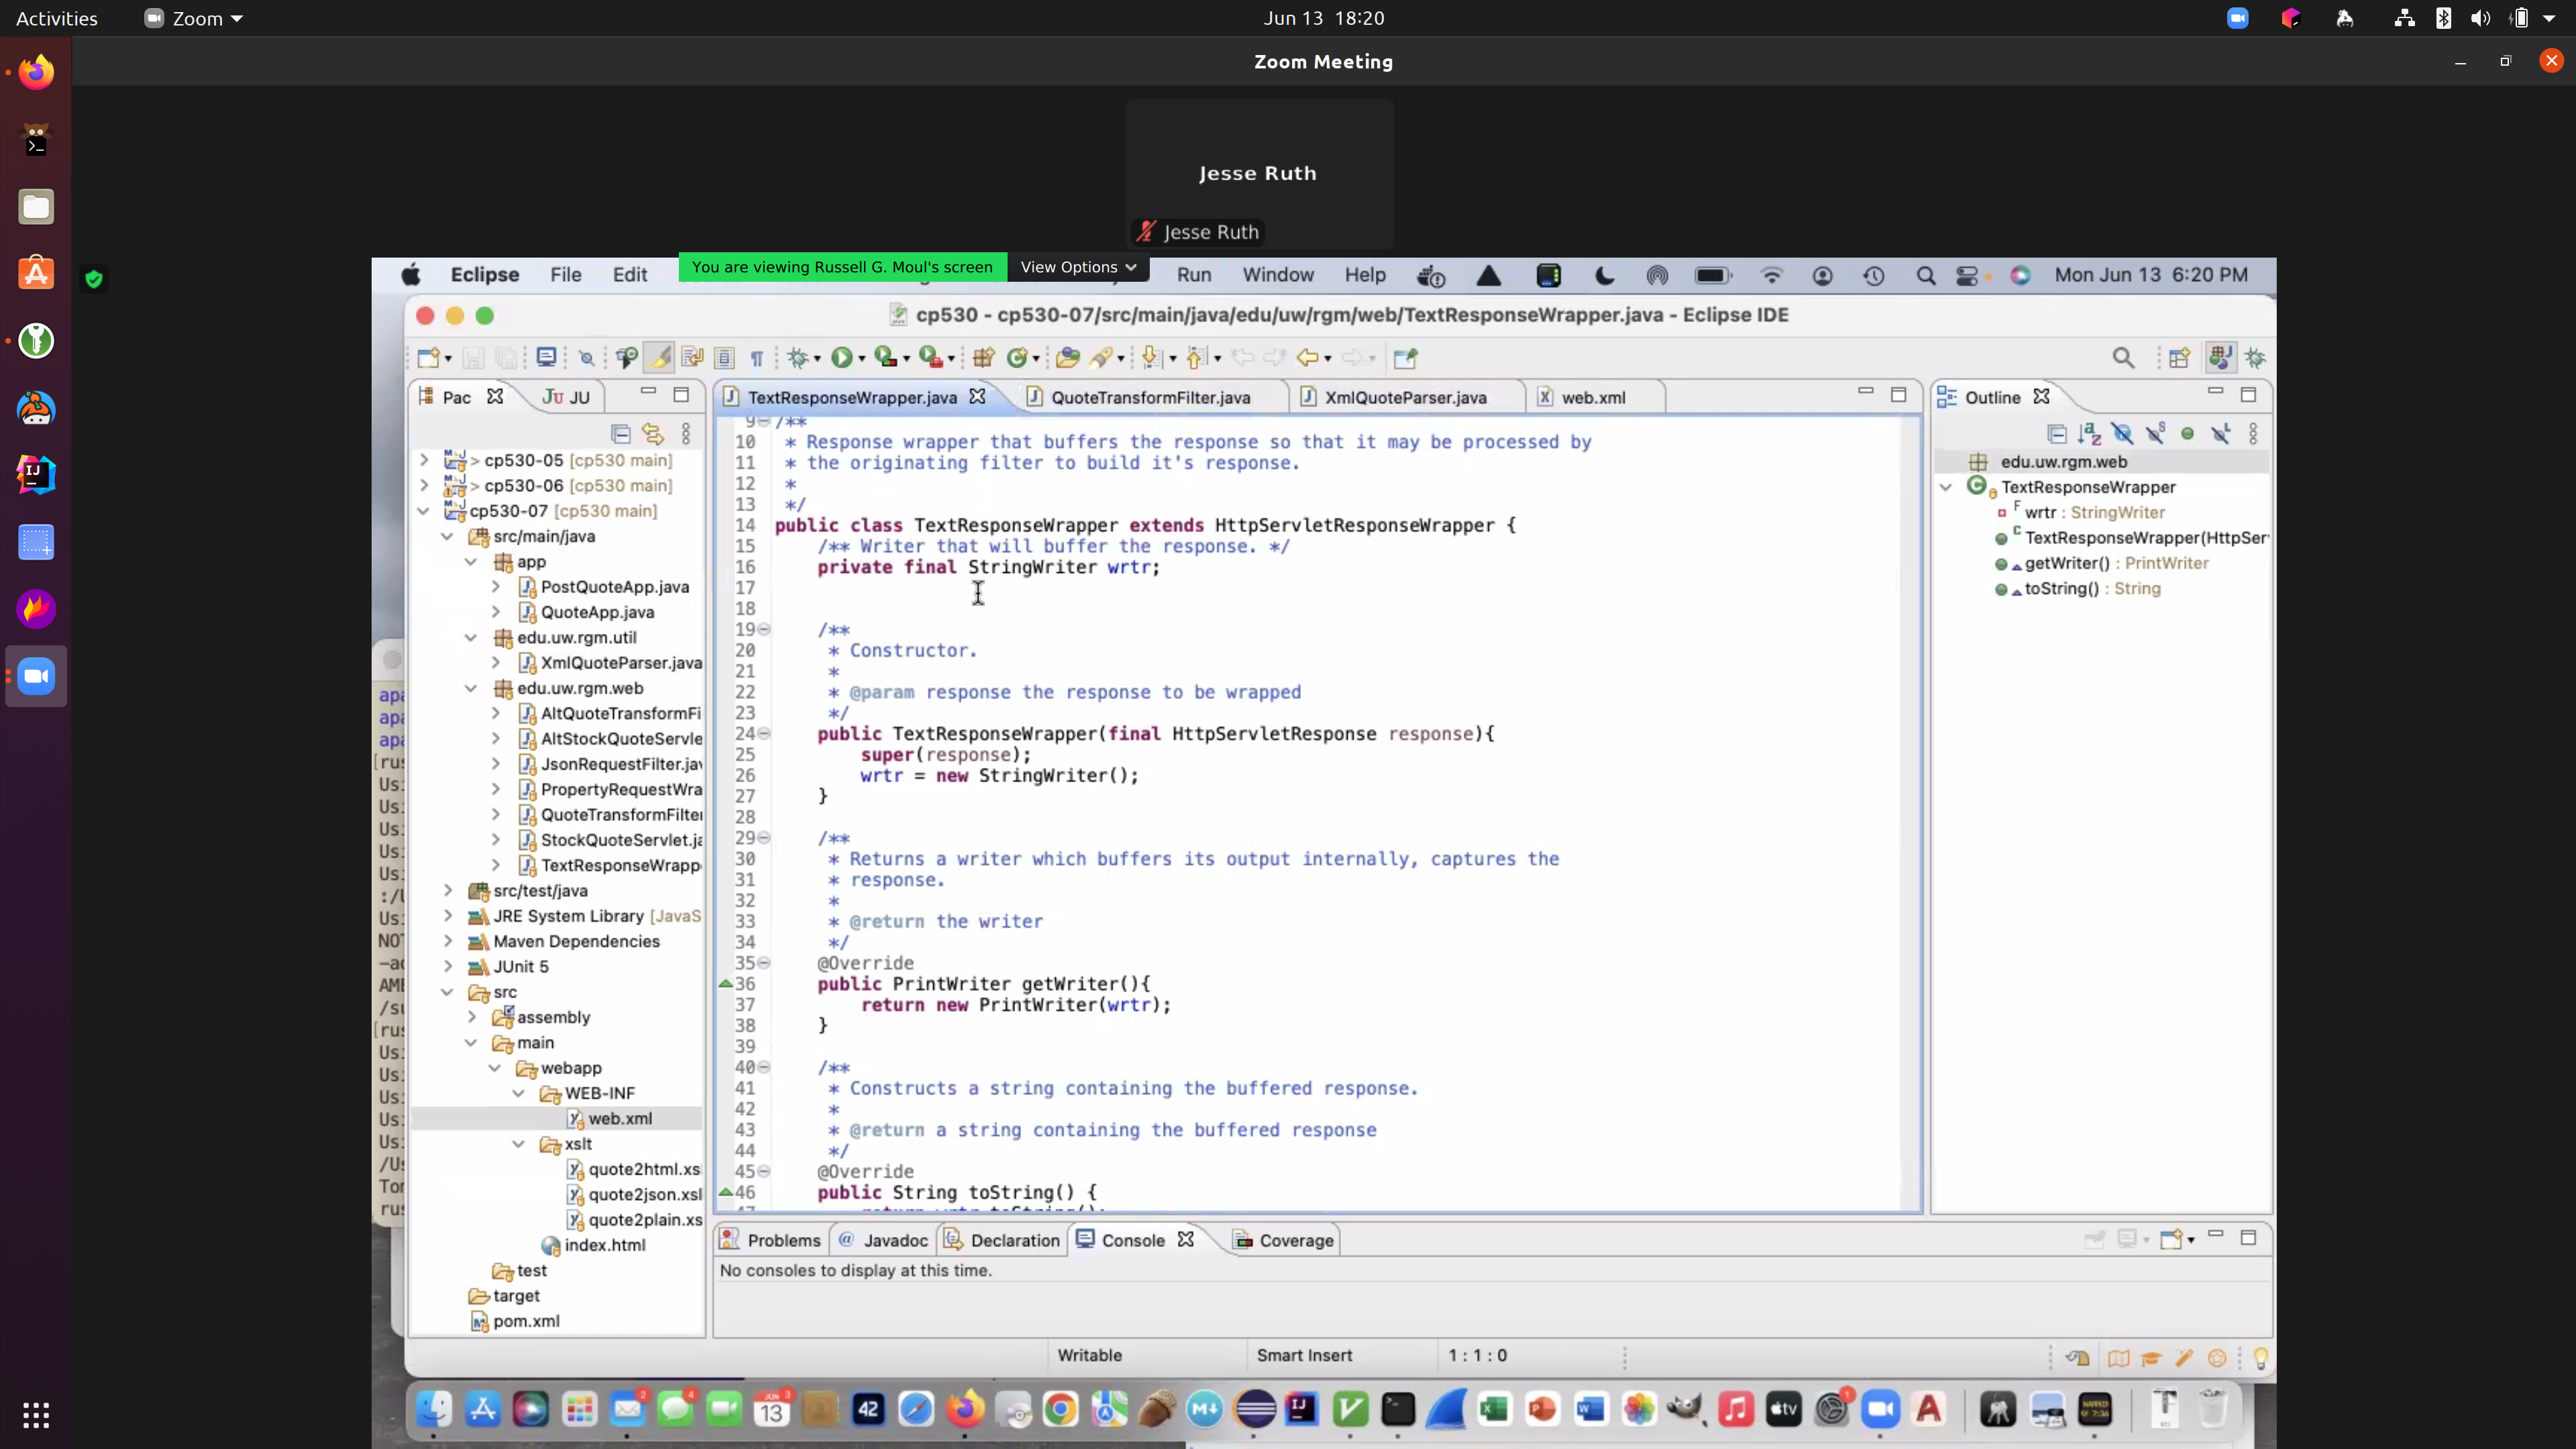 Activities
Zoom
Jun 13 18:20
Zoom Meeting
Jesse Ruth
Jesse Ruth
You are viewing Russell G. Moul's screen
View Options
Eclipse File Edit
Run Window Help
Mon Jun 13 6:20 PM
cp530 - cp530-07/src/main/java/edu/uw/rgm/web/TextResponseWrapper.java - Eclipse IDE
Pac
JU JU
TextResponseWrapper.java
QuoteTransformFilter.java
XmlQuoteParser.java
web.xml
Outline
> cp530-05 [cp530 main]
> cp530-06 [cp530 main]
cp530-07 [cp530 main]
src/main/java
app
PostQuoteApp.java
QuoteApp.java
edu.uw.rgm.util
XmlQuoteParser.java
edu.uw.rgm.web
AltQuoteTransformFi
AltStockQuoteServle
JsonRequestFilter.jav
PropertyRequestWra
QuoteTransformFilter
StockQuoteServlet.ja
TextResponseWrapp
src/test/java
JRE System Library [JavaS
Maven Dependencies
JUnit 5
src
assembly
main
webapp
WEB-INF
web.xml
xslt
quote2html.xs
quote2json.xsl
quote2plain.xs
index.html
test
target
pom.xml
9 /**
10 * Response wrapper that buffers the response so that it may be processed by
11 * the originating filter to build it's response.
12 *
13 */
14 public class TextResponseWrapper extends HttpServletResponseWrapper {
15 /** Writer that will buffer the response. */
16 private final StringWriter wrtr;
17
18
19 /**
20 * Constructor.
21 *
22 * @param response the response to be wrapped
23 */
24 public TextResponseWrapper(final HttpServletResponse response){
25 super(response);
26 wrtr = new StringWriter();
27 }
28
29 /**
30 * Returns a writer which buffers its output internally, captures the
31 * response.
32 *
33 * @return the writer
34 */
35 @Override
36 public PrintWriter getWriter(){
37 return new PrintWriter(wrtr);
38 }
39
40 /**
41 * Constructs a string containing the buffered response.
42 *
43 * @return a string containing the buffered response
44 */
45 @Override
46 public String toString() {
edu.uw.rgm.web
TextResponseWrapper
wrtr : StringWriter
TextResponseWrapper(HttpSer
getWriter() : PrintWriter
toString() : String
Problems
Javadoc
Declaration
Console
Coverage
No consoles to display at this time.
Writable
Smart Insert
1 : 1 : 0